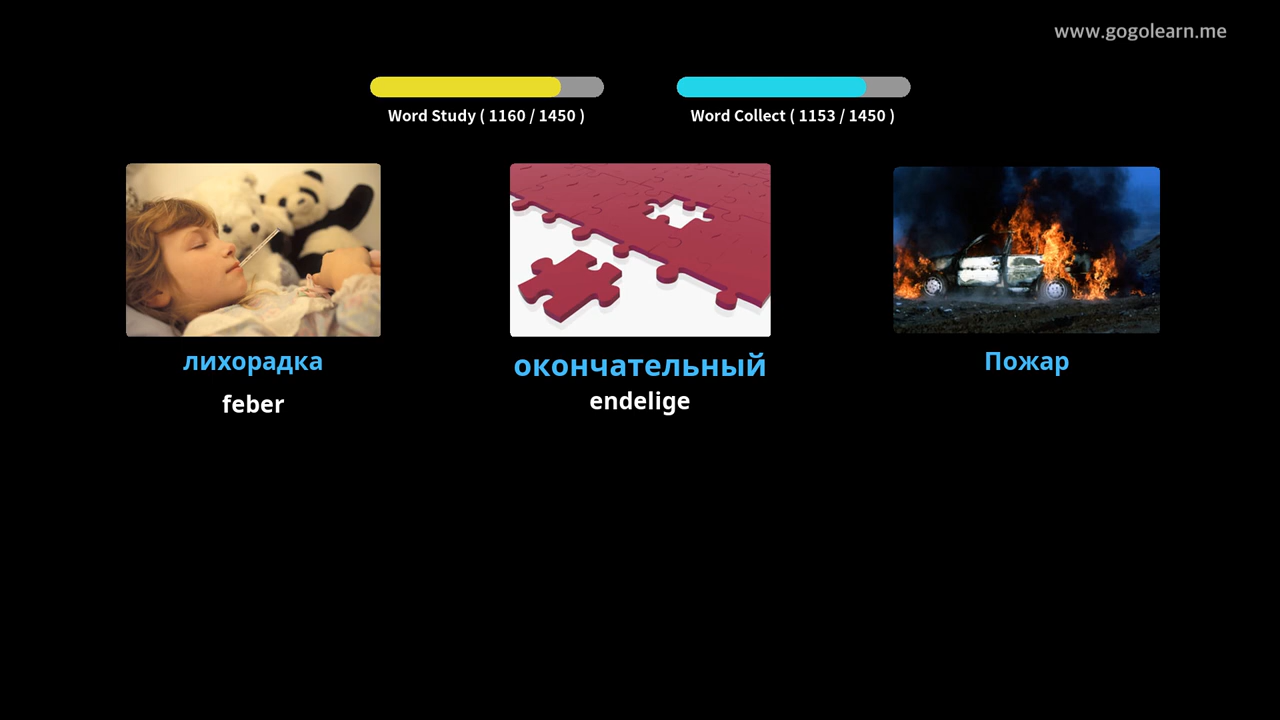 www.gogolearn.me
Word Study ( 1160 / 1450 )
Word Collect ( 1153 / 1450 )
лихорадка
окончательный
Пожар
feber
endelige